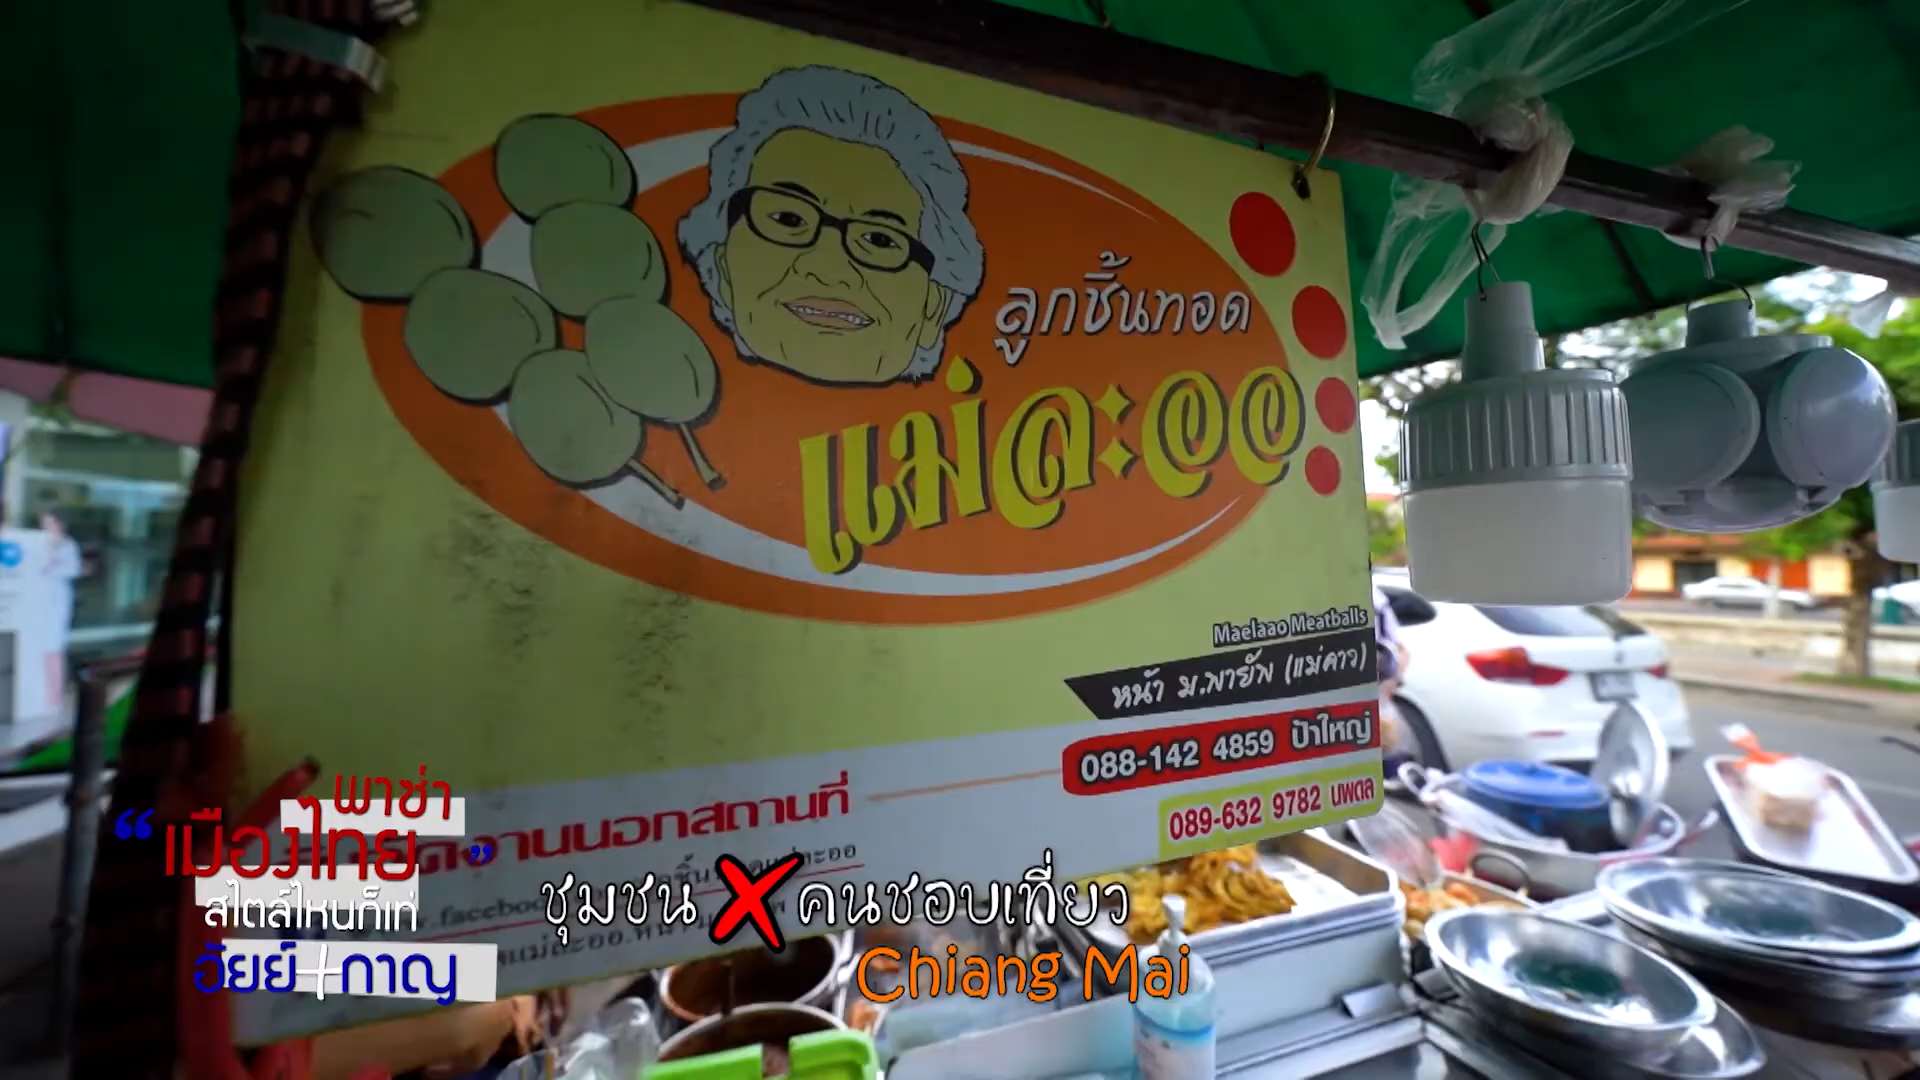 ลูกชิ้นทอด
แม่ละออ
Maelaao Meatballs
หน้า ม.พายัพ (แม่คาว)
088-142 4859 ป้าใหญ่
089-632 9782 นพดล
งานนอกสถานที่
พาซ่า
“เมืองไทย”
สไตล์ไหนก็เท่
อัยย์+กาญ
ชุมชน X คนชอบเที่ยว
Chiang Mai